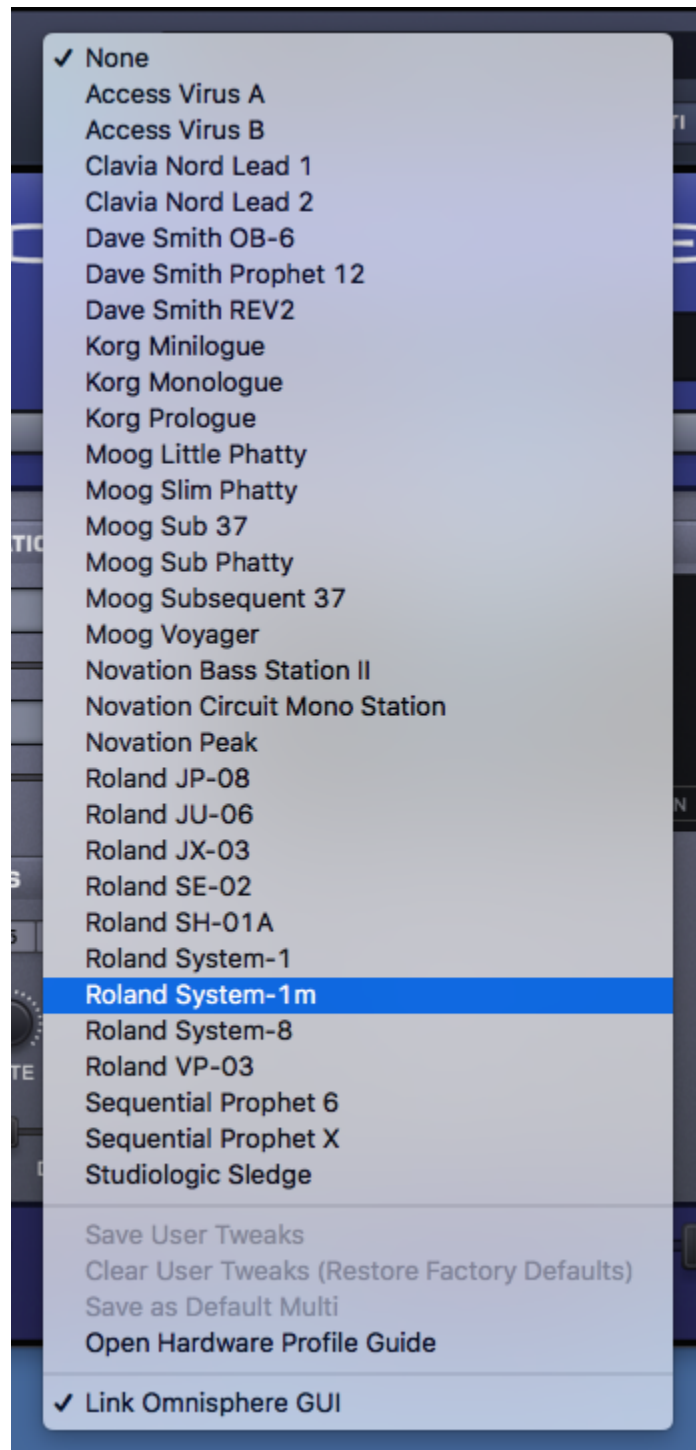 ✓ None
Access Virus A
Access Virus B
Clavia Nord Lead 1
Clavia Nord Lead 2
Dave Smith OB-6
Dave Smith Prophet 12
Dave Smith REV2
Korg Minilogue
Korg Monologue
Korg Prologue
Moog Little Phatty
Moog Slim Phatty
Moog Sub 37
Moog Sub Phatty
Moog Subsequent 37
Moog Voyager
Novation Bass Station II
Novation Circuit Mono Station
Novation Peak
Roland JP-08
Roland JU-06
Roland JX-03
Roland SE-02
Roland SH-01A
Roland System-1
Roland System-1m
Roland System-8
Roland VP-03
Sequential Prophet 6
Sequential Prophet X
Studiologic Sledge
Save User Tweaks
Clear User Tweaks (Restore Factory Defaults)
Save as Default Multi
Open Hardware Profile Guide
✓ Link Omnisphere GUI